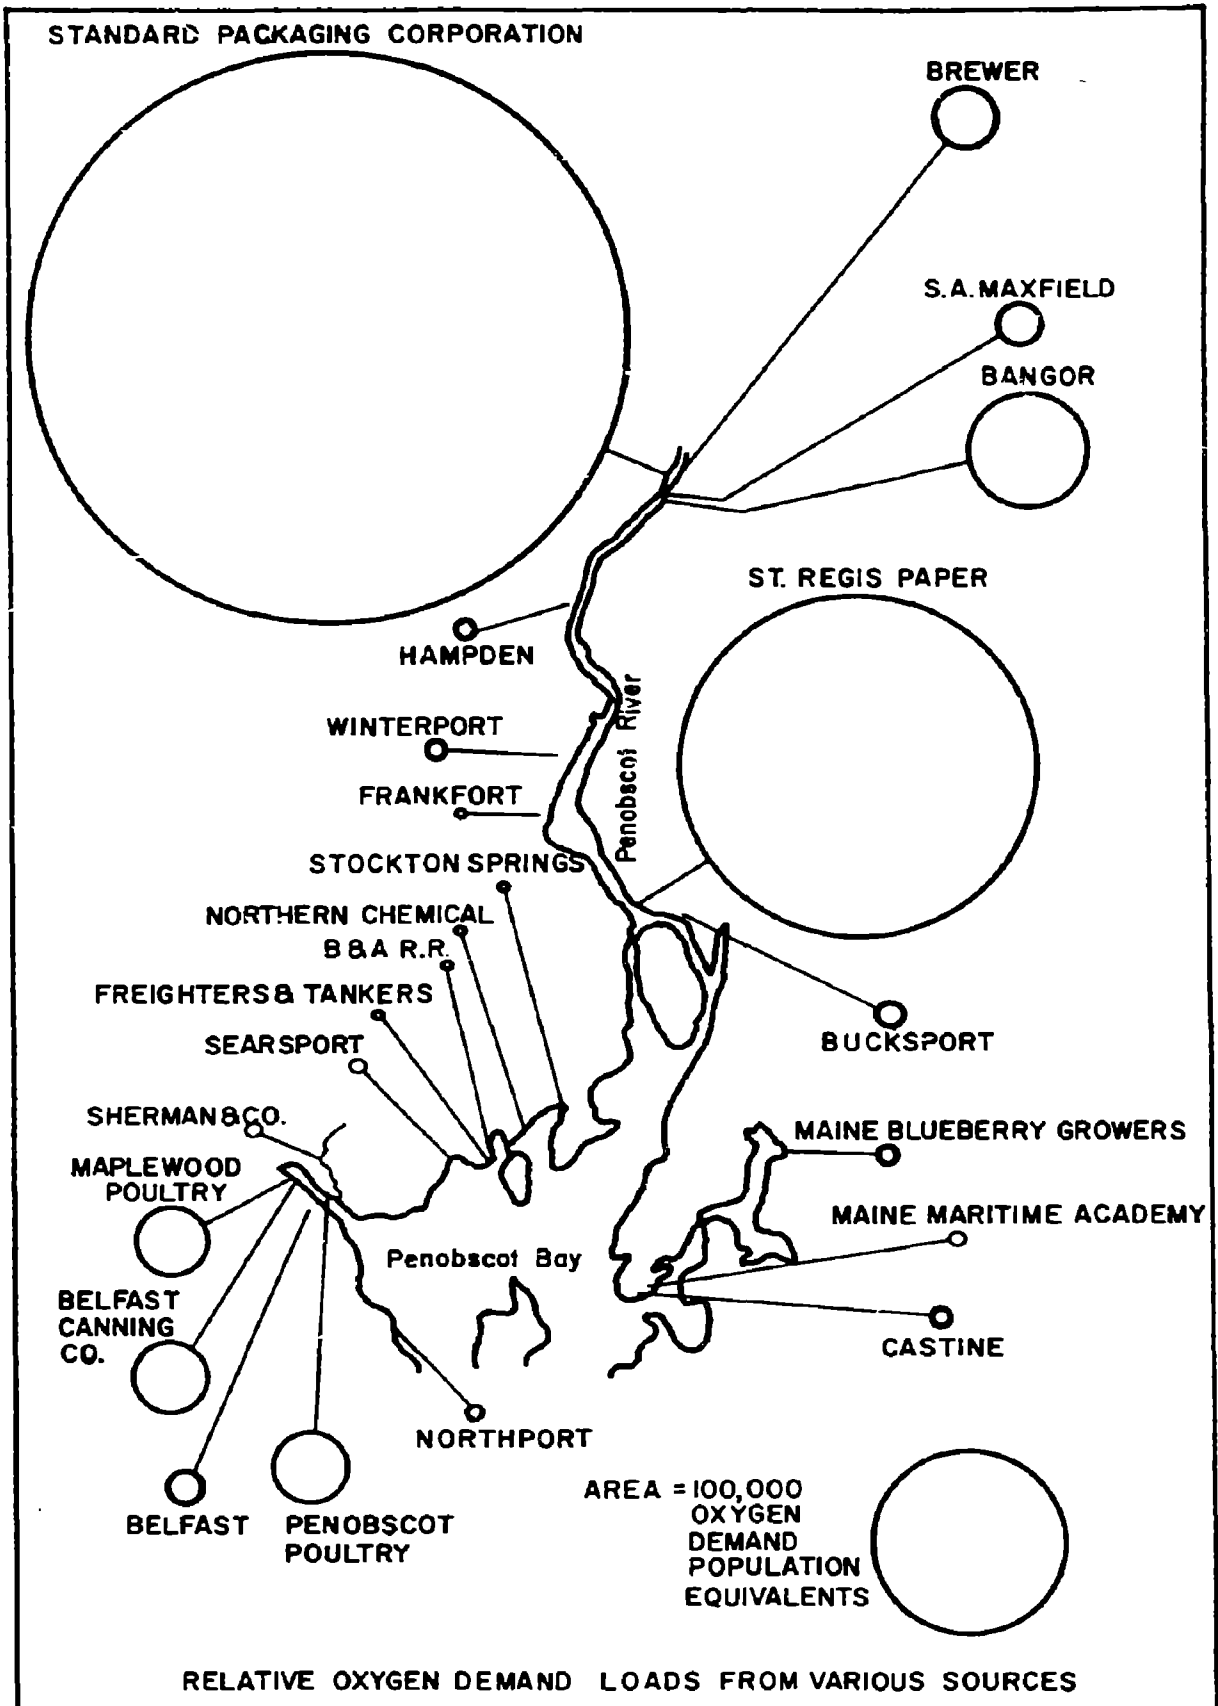 STANDARD PACKAGING CORPORATION
BREWER
S.A. MAXFIELD
BANGOR
ST. REGIS PAPER
HAMPDEN
Penobscot River
WINTERPORT
FRANKFORT
STOCKTON SPRINGS
NORTHERN CHEMICAL
B&A R.R.
FREIGHTERS & TANKERS
SEARSPORT
BUCKSPORT
SHERMAN & CO.
MAINE BLUEBERRY GROWERS
MAPLEWOOD
POULTRY
MAINE MARITIME ACADEMY
Penobscot Bay
BELFAST
CANNING
CO.
CASTINE
NORTHPORT
BELFAST
PENOBSCOT
POULTRY
AREA = 100,000
OXYGEN
DEMAND
POPULATION
EQUIVALENTS
RELATIVE OXYGEN DEMAND LOADS FROM VARIOUS SOURCES